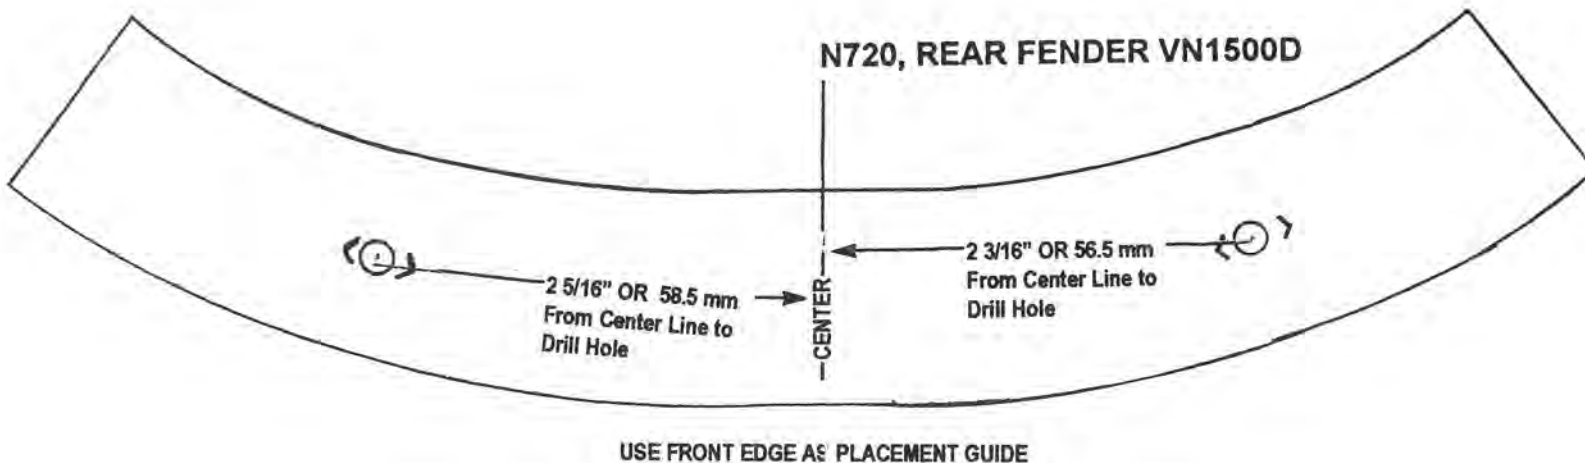 N720, REAR FENDER VN1500D
2 5/16" OR 58.5 mm
From Center Line to
Drill Hole
CENTER
2 3/16" OR 56.5 mm
From Center Line to
Drill Hole
USE FRONT EDGE AS PLACEMENT GUIDE